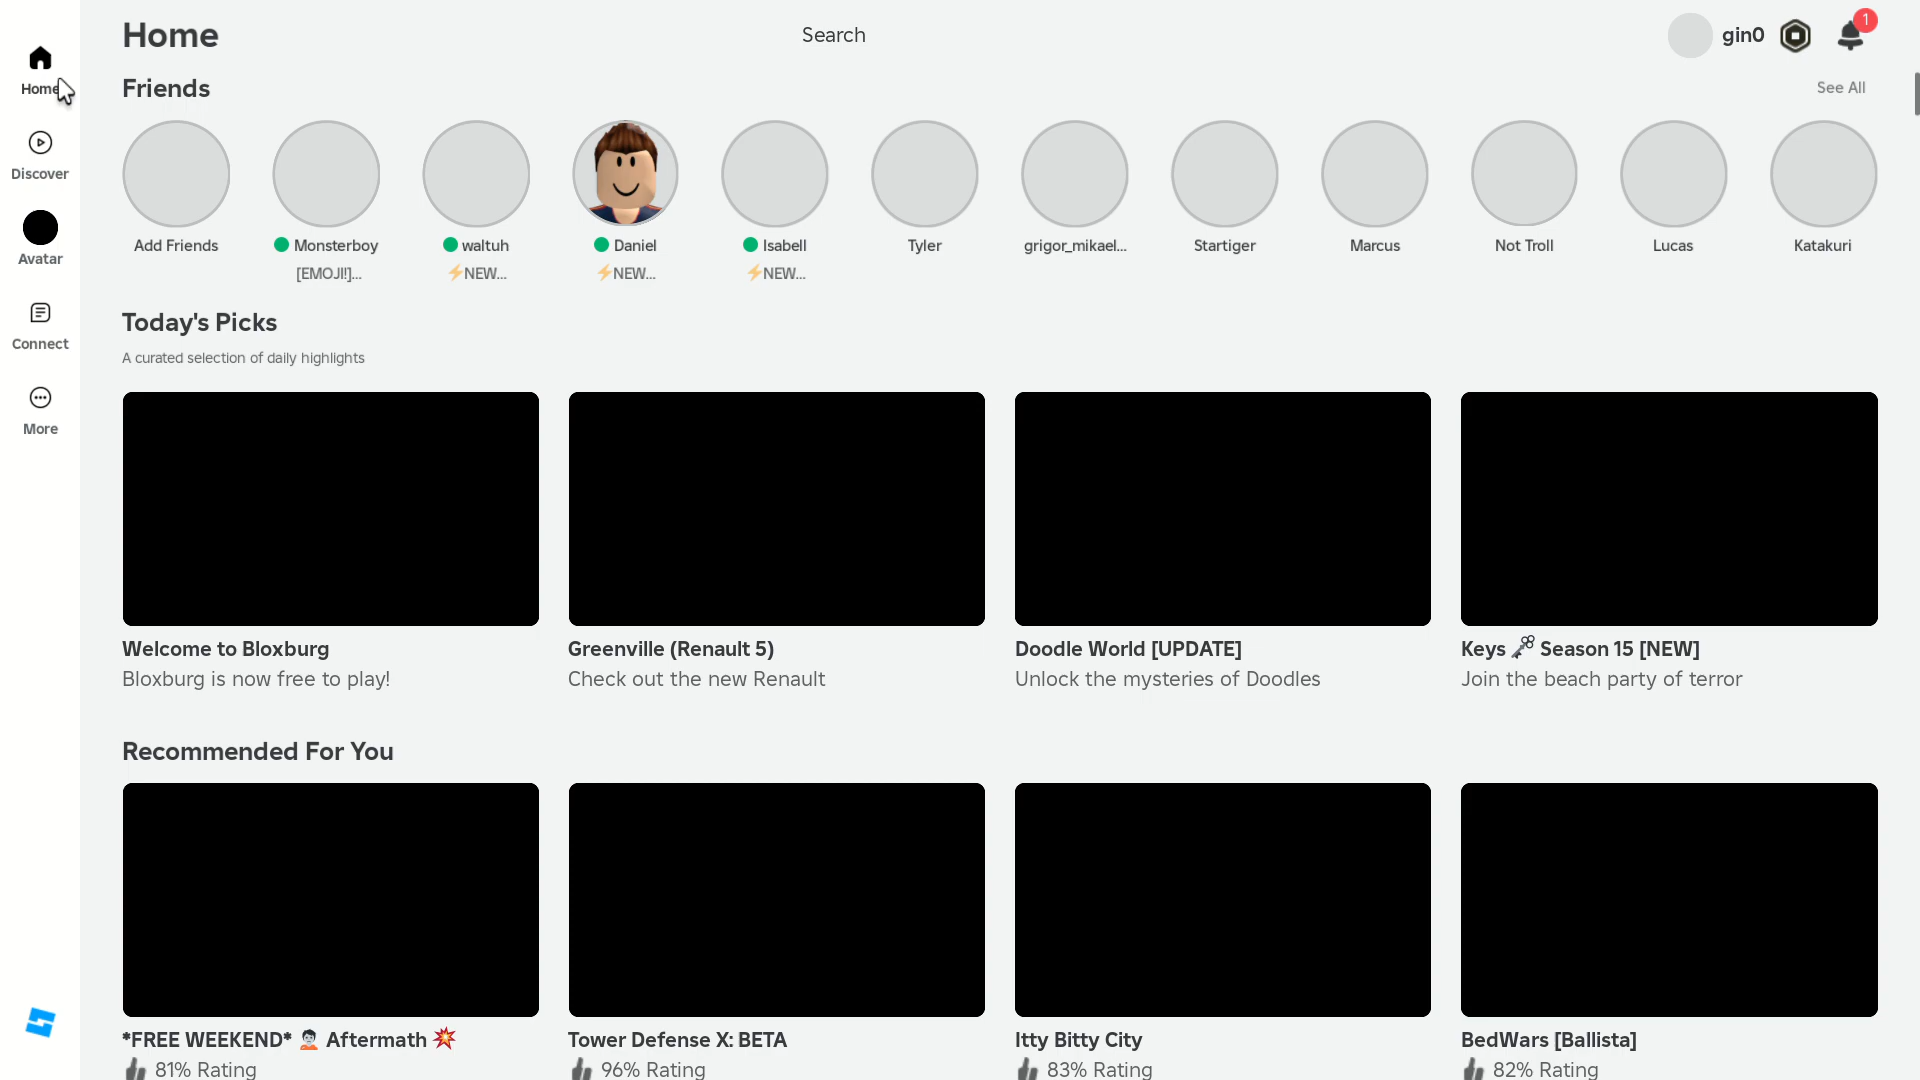 Home
Search
gin0
1
Home
Discover
Avatar
Connect
More
Friends
See All
Add Friends
Monsterboy
[EMOJI!]...
waltuh
⚡NEW...
Daniel
⚡NEW...
Isabell
⚡NEW...
Tyler
grigor_mikael...
Startiger
Marcus
Not Troll
Lucas
Katakuri
Today's Picks
A curated selection of daily highlights
Welcome to Bloxburg
Bloxburg is now free to play!
Greenville (Renault 5)
Check out the new Renault
Doodle World [UPDATE]
Unlock the mysteries of Doodles
Keys 🗝 Season 15 [NEW]
Join the beach party of terror
Recommended For You
*FREE WEEKEND* 🧟🏻 Aftermath 💥
81% Rating
Tower Defense X: BETA
96% Rating
Itty Bitty City
83% Rating
BedWars [Ballista]
82% Rating